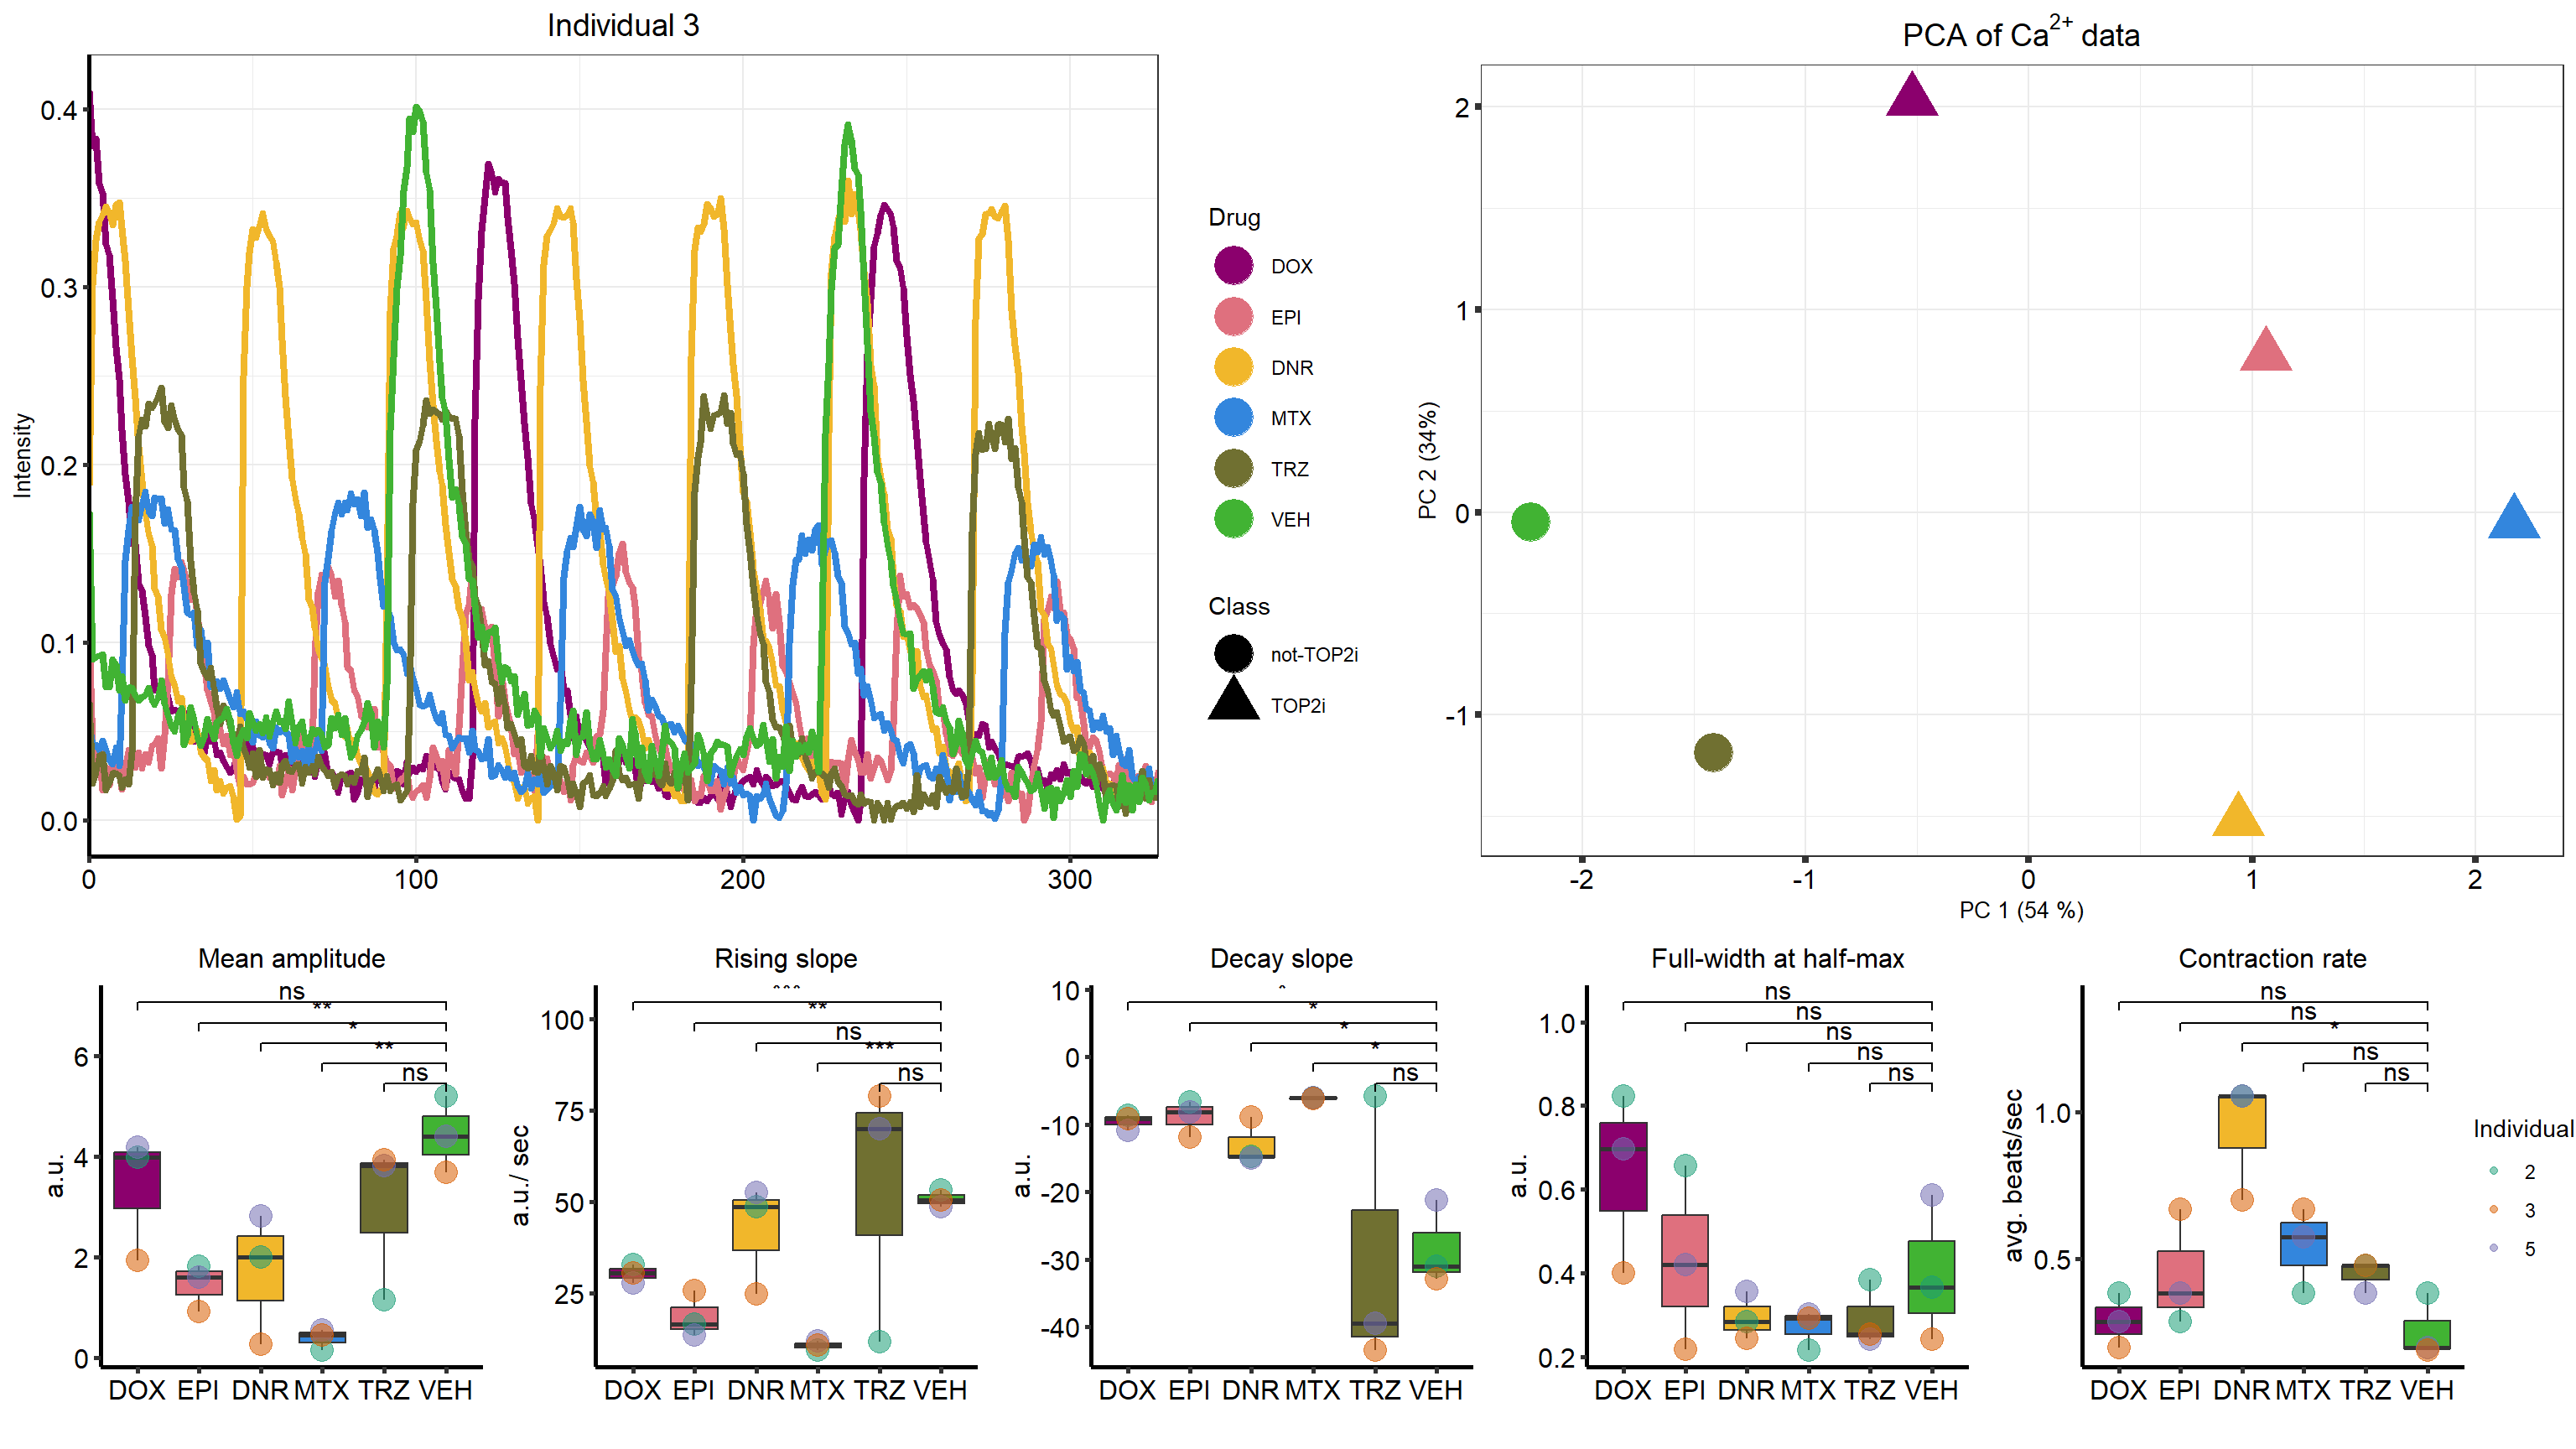 Individual 3
Intensity
0.4
0.3
0.2
0.1
0.0
0 100 200 300
Drug
DOX
EPI
DNR
MTX
TRZ
VEH
Class
not-TOP2i
TOP2i
PCA of Ca2+ data
PC 2 (34%)
2
1
0
-1
-2 -1 0 1 2
PC 1 (54 %)
Mean amplitude
a.u.
6
4
2
0
ns
**
*
**
ns
DOX EPI DNR MTX TRZ VEH
Rising slope
a.u./ sec
100
75
50
25
**
ns
***
ns
DOX EPI DNR MTX TRZ VEH
Decay slope
a.u.
10
0
-10
-20
-30
-40
*
*
*
ns
DOX EPI DNR MTX TRZ VEH
Full-width at half-max
a.u.
1.0
0.8
0.6
0.4
0.2
ns
ns
ns
ns
ns
DOX EPI DNR MTX TRZ VEH
Contraction rate
avg. beats/sec
1.0
0.5
ns
ns
*
ns
ns
DOX EPI DNR MTX TRZ VEH
Individual
2
3
5